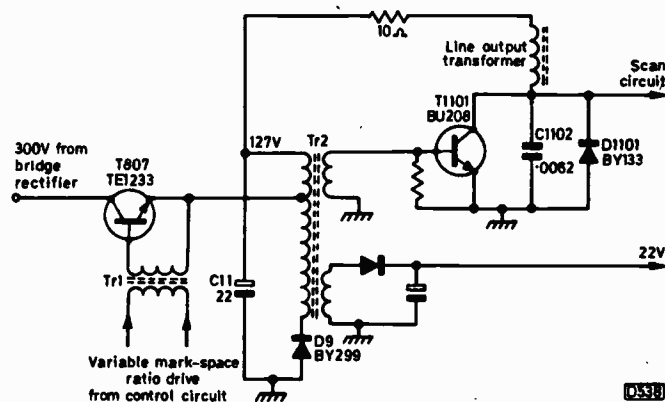 10Ω
Line output
transformer
Scan
circuit
T1101
BU208
C1102
·0062
D1101
BY133
127V
Tr2
300V from
bridge
rectifier
T807
TE1233
Tr1
C11
22
22V
D9
BY299
Variable mark-space
ratio drive
from control circuit
D538